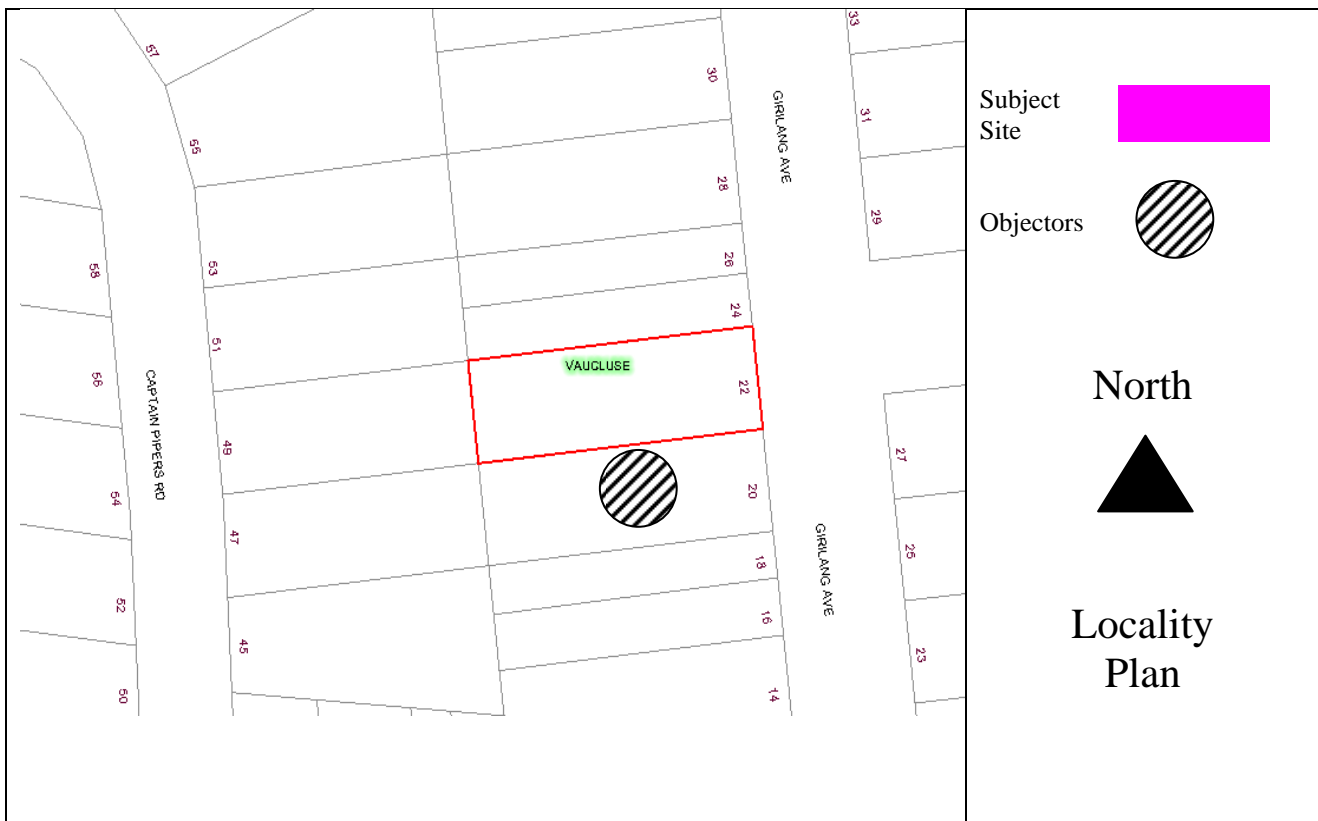 57
55
53
51
49
47
45
58
56
54
52
50
CAPTAIN PIPERS RD
30
28
26
24
22
20
18
16
14
VAUCLUSE
GIRILANG AVE
GIRILANG AVE
33
31
29
27
25
23
Subject
Site
Objectors
North
Locality
Plan